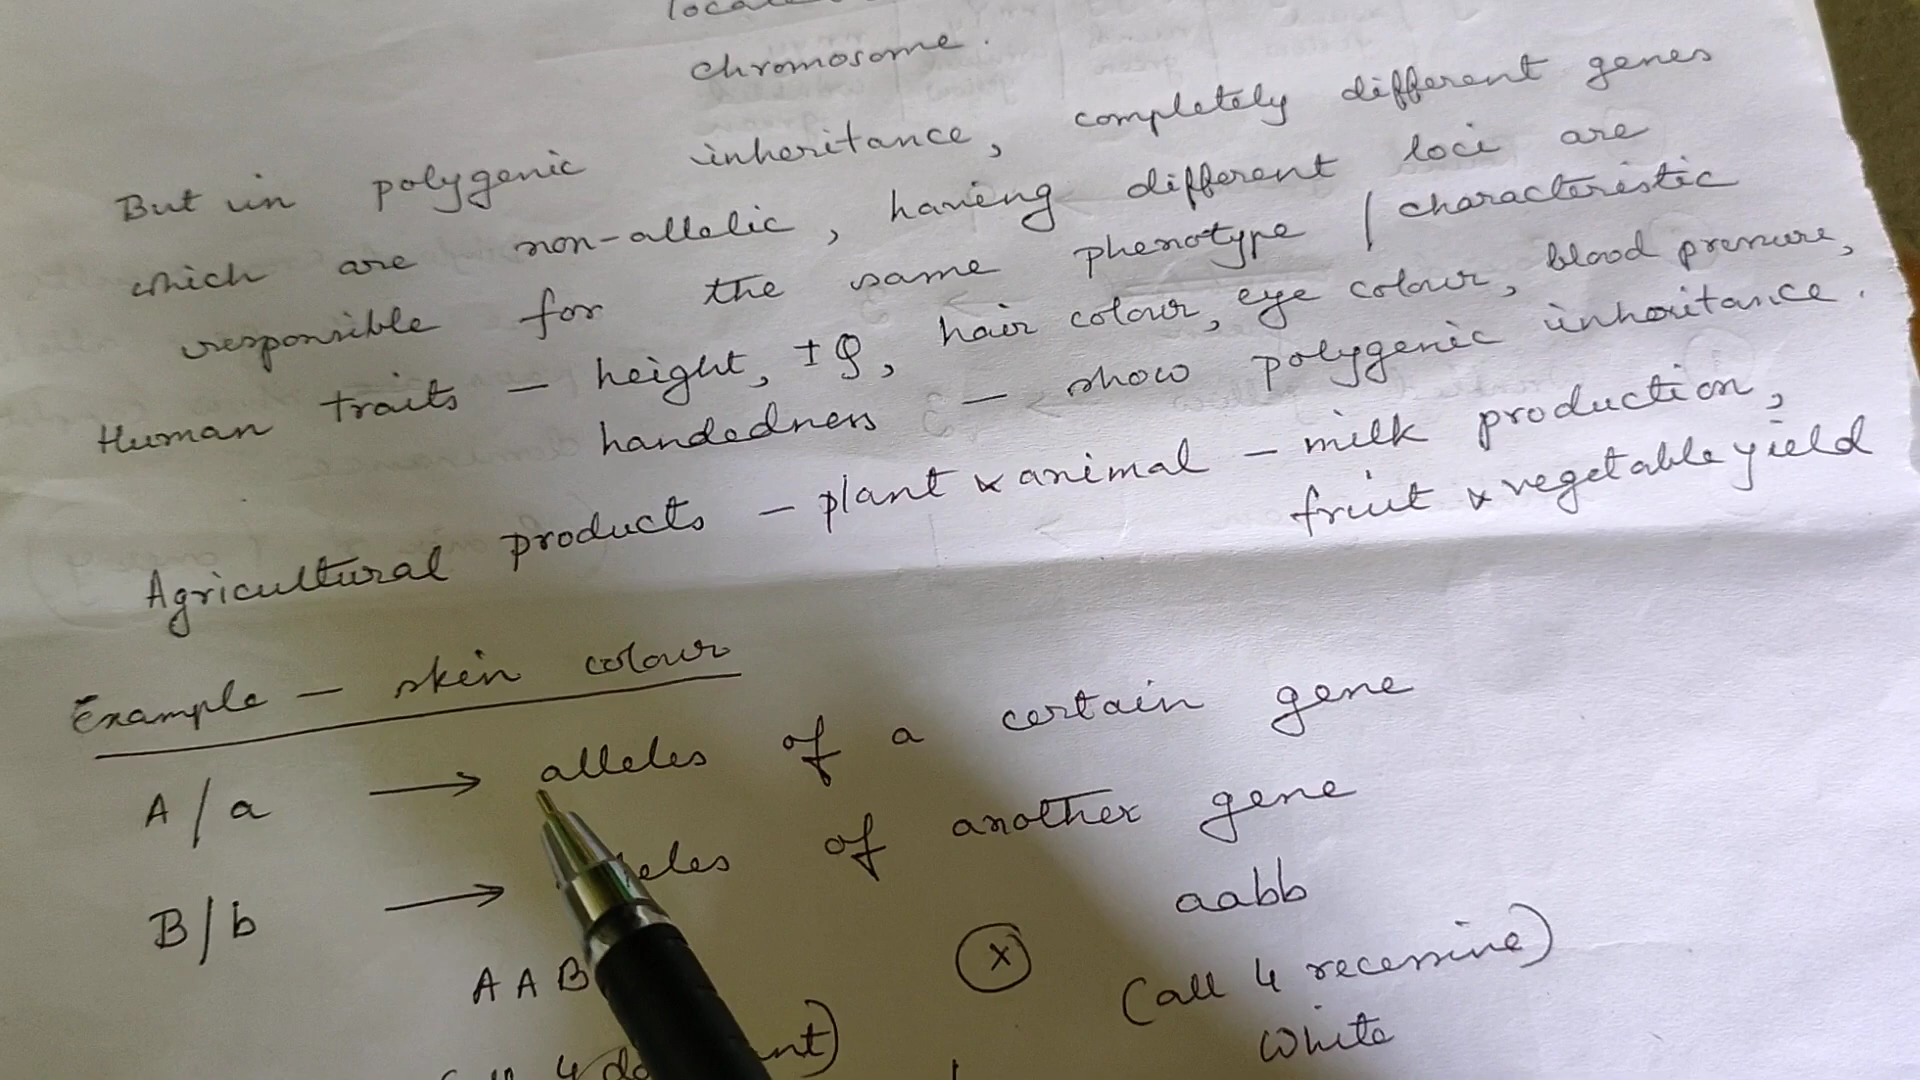 chromosome.
But in polygenic inheritance, completely different genes
which are non-allelic, having different loci are
responsible for the same phenotype / characteristic
Human traits — height, IQ, hair colour, eye colour, blood pressure,
handedness — show polygenic inheritance.
Agricultural products — plant & animal — milk production,
fruit & vegetable yield
Example — skin colour
A/a → alleles of a certain gene
B/b → of another gene
AAB × aabb
(all 4 recessive)
White